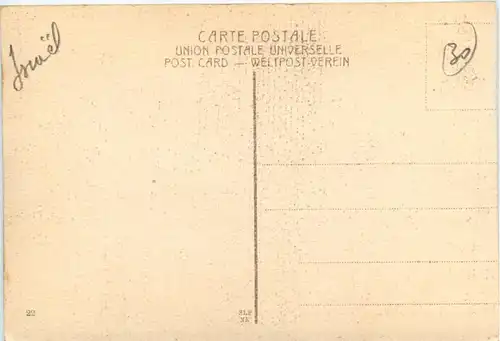 Israël
CARTE POSTALE
UNION POSTALE UNIVERSELLE
POST CARD — WELTPOST-VEREIN
30
22